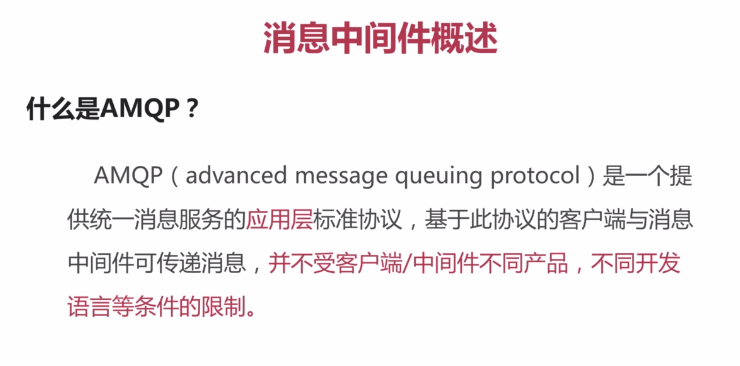 消息中间件概述
什么是AMQP？
AMQP（advanced message queuing protocol）是一个提
供统一消息服务的应用层标准协议，基于此协议的客户端与消息
中间件可传递消息，并不受客户端/中间件不同产品，不同开发
语言等条件的限制。